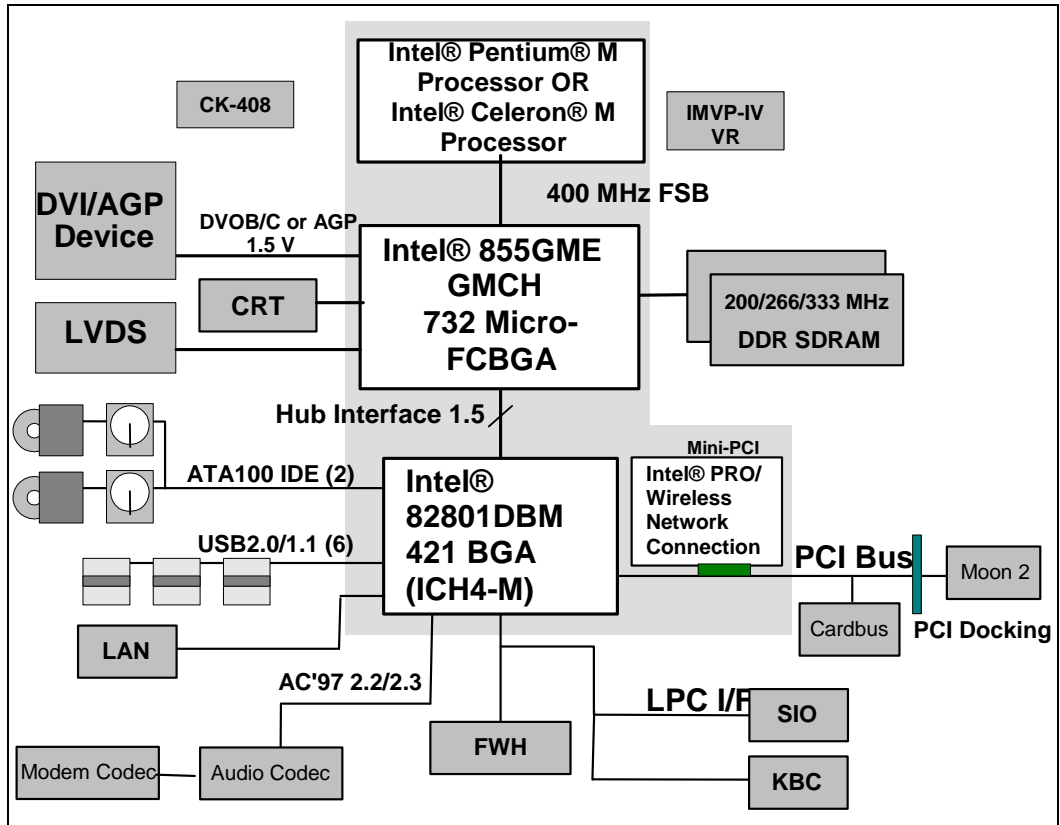 Intel® Pentium® M
Processor OR
Intel® Celeron® M
Processor
CK-408
IMVP-IV
VR
400 MHz FSB
DVI/AGP
Device
DVOB/C or AGP
1.5 V
Intel® 855GME
GMCH
732 Micro-
FCBGA
CRT
LVDS
200/266/333 MHz
DDR SDRAM
Hub Interface 1.5
ATA100 IDE (2)
Intel®
82801DBM
421 BGA
(ICH4-M)
Mini-PCI
Intel® PRO/
Wireless
Network
Connection
USB2.0/1.1 (6)
PCI Bus
Moon 2
Cardbus
PCI Docking
LAN
AC'97 2.2/2.3
LPC I/F
SIO
FWH
Modem Codec
Audio Codec
KBC